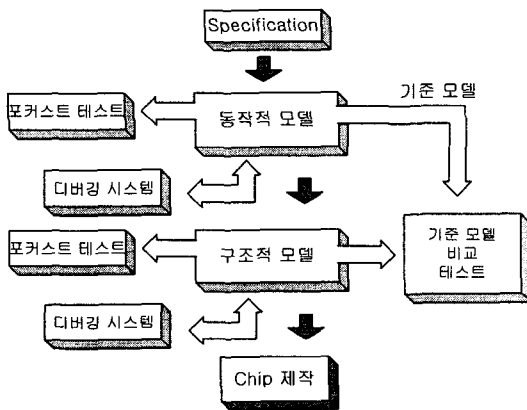 Specification
기준 모델
포커스트 테스트
동작적 모델
디버깅 시스템
포커스트 테스트
구조적 모델
기준 모델
비교
테스트
디버깅 시스템
Chip 제작